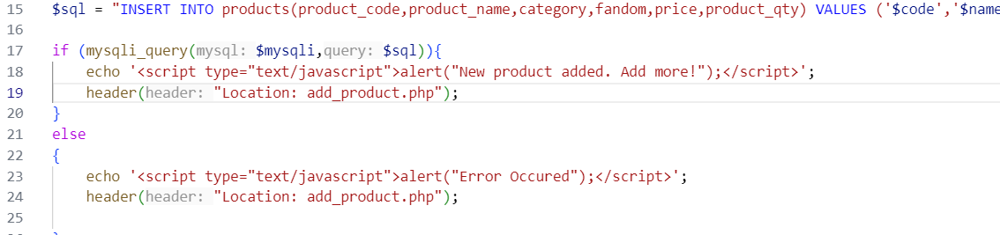 15 $sql = "INSERT INTO products(product_code,product_name,category,fandom,price,product_qty) VALUES ('$code','$name
16
17 if (mysqli_query(mysql: $mysqli,query: $sql)){
18 echo '<script type="text/javascript">alert("New product added. Add more!");</script>';
19 header(header: "Location: add_product.php");
20 }
21 else
22 {
23 echo '<script type="text/javascript">alert("Error Occured");</script>';
24 header(header: "Location: add_product.php");
25